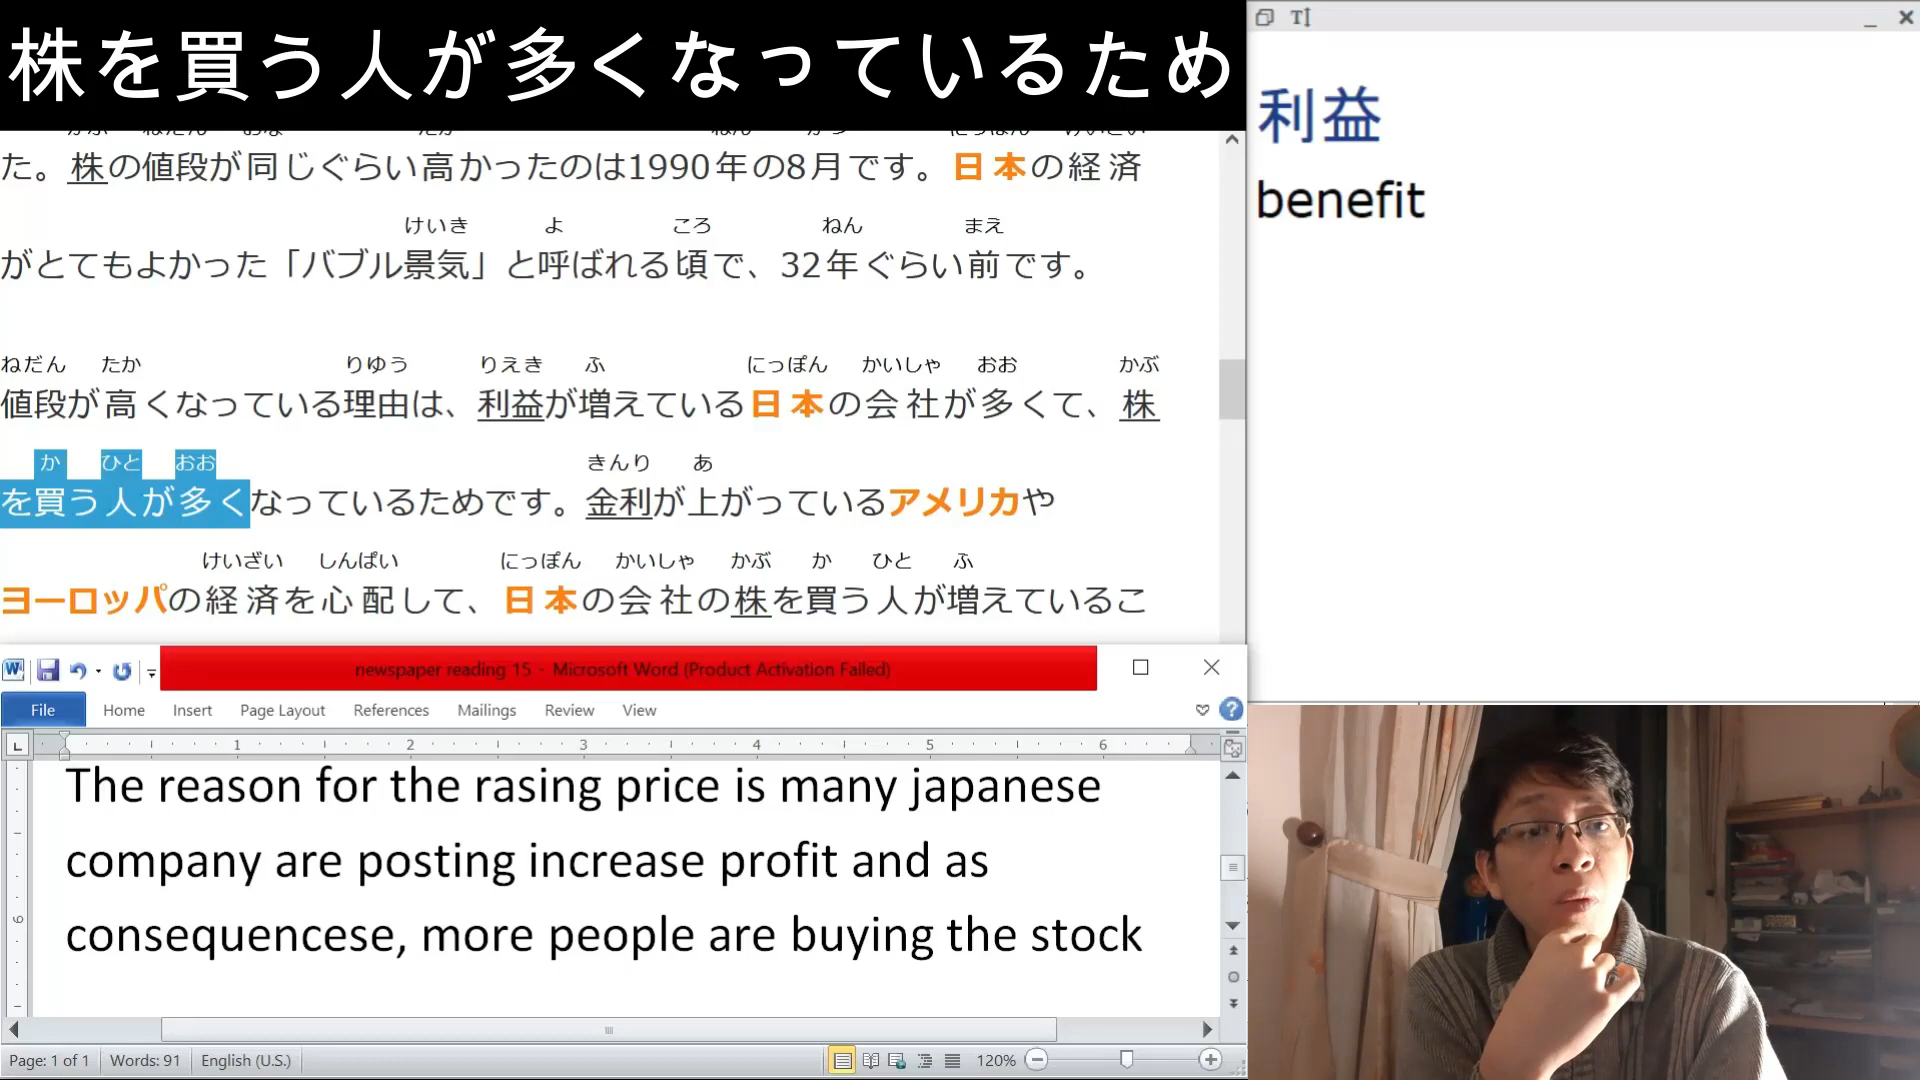 株を買う人が多くなっているため
た。株の値段が同じぐらい高かったのは1990年の8月です。日本の経済
けいき よ ころ ねん まえ
がとてもよかった「バブル景気」と呼ばれる頃で、32年ぐらい前です。
ねだん たか りゆう りえき ふ にっぽん かいしゃ おお かぶ
値段が高くなっている理由は、利益が増えている日本の会社が多くて、株
か ひと おお きんり あ
を買う人が多くなっているためです。金利が上がっているアメリカや
けいざい しんぱい にっぽん かいしゃ かぶ か ひと ふ
ヨーロッパの経済を心配して、日本の会社の株を買う人が増えているこ
利益
benefit
newspaper reading 15 - Microsoft Word (Product Activation Failed)
File Home Insert Page Layout References Mailings Review View
1 2 3 4 5 6
The reason for the rasing price is many japanese
company are posting increase profit and as
consequencese, more people are buying the stock
Page: 1 of 1 Words: 91 English (U.S.) 120%